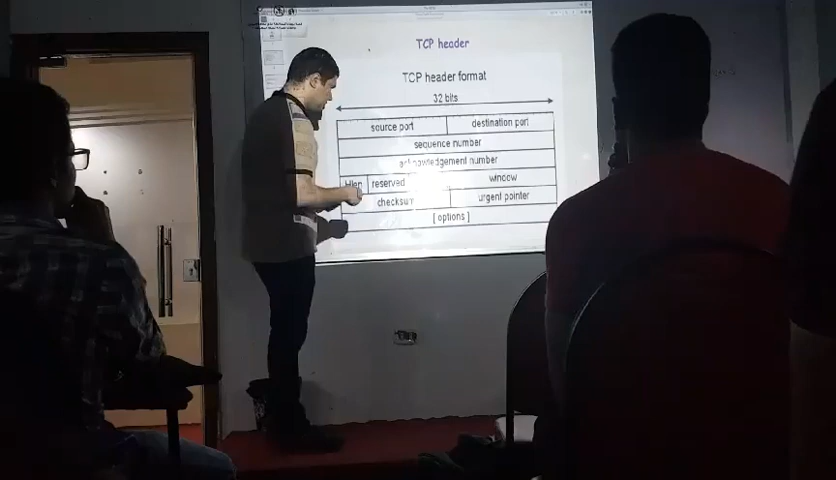 TCP header
TCP header format
32 bits
source port destination port
sequence number
acknowledgement number
Hlen reserved window
checksum urgent pointer
[ options ]